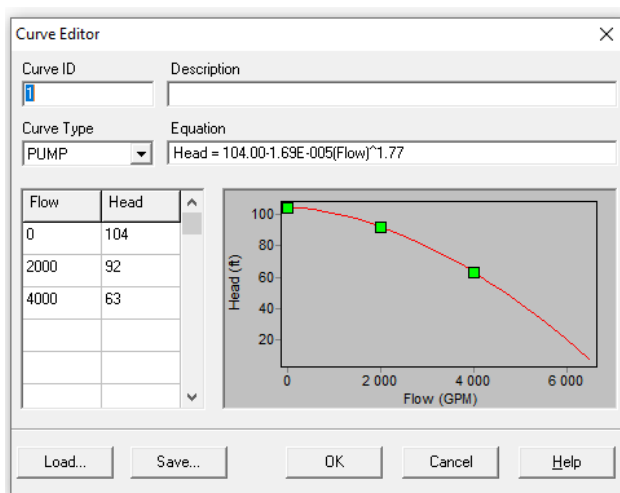 Curve Editor
Curve ID Description
1
Curve Type Equation
PUMP Head = 104.00-1.69E-005(Flow)^1.77
Flow Head
0 104
2000 92
4000 63
100
80
60
40
20
Head (ft)
0 2 000 4 000 6 000
Flow (GPM)
Load... Save... OK Cancel Help